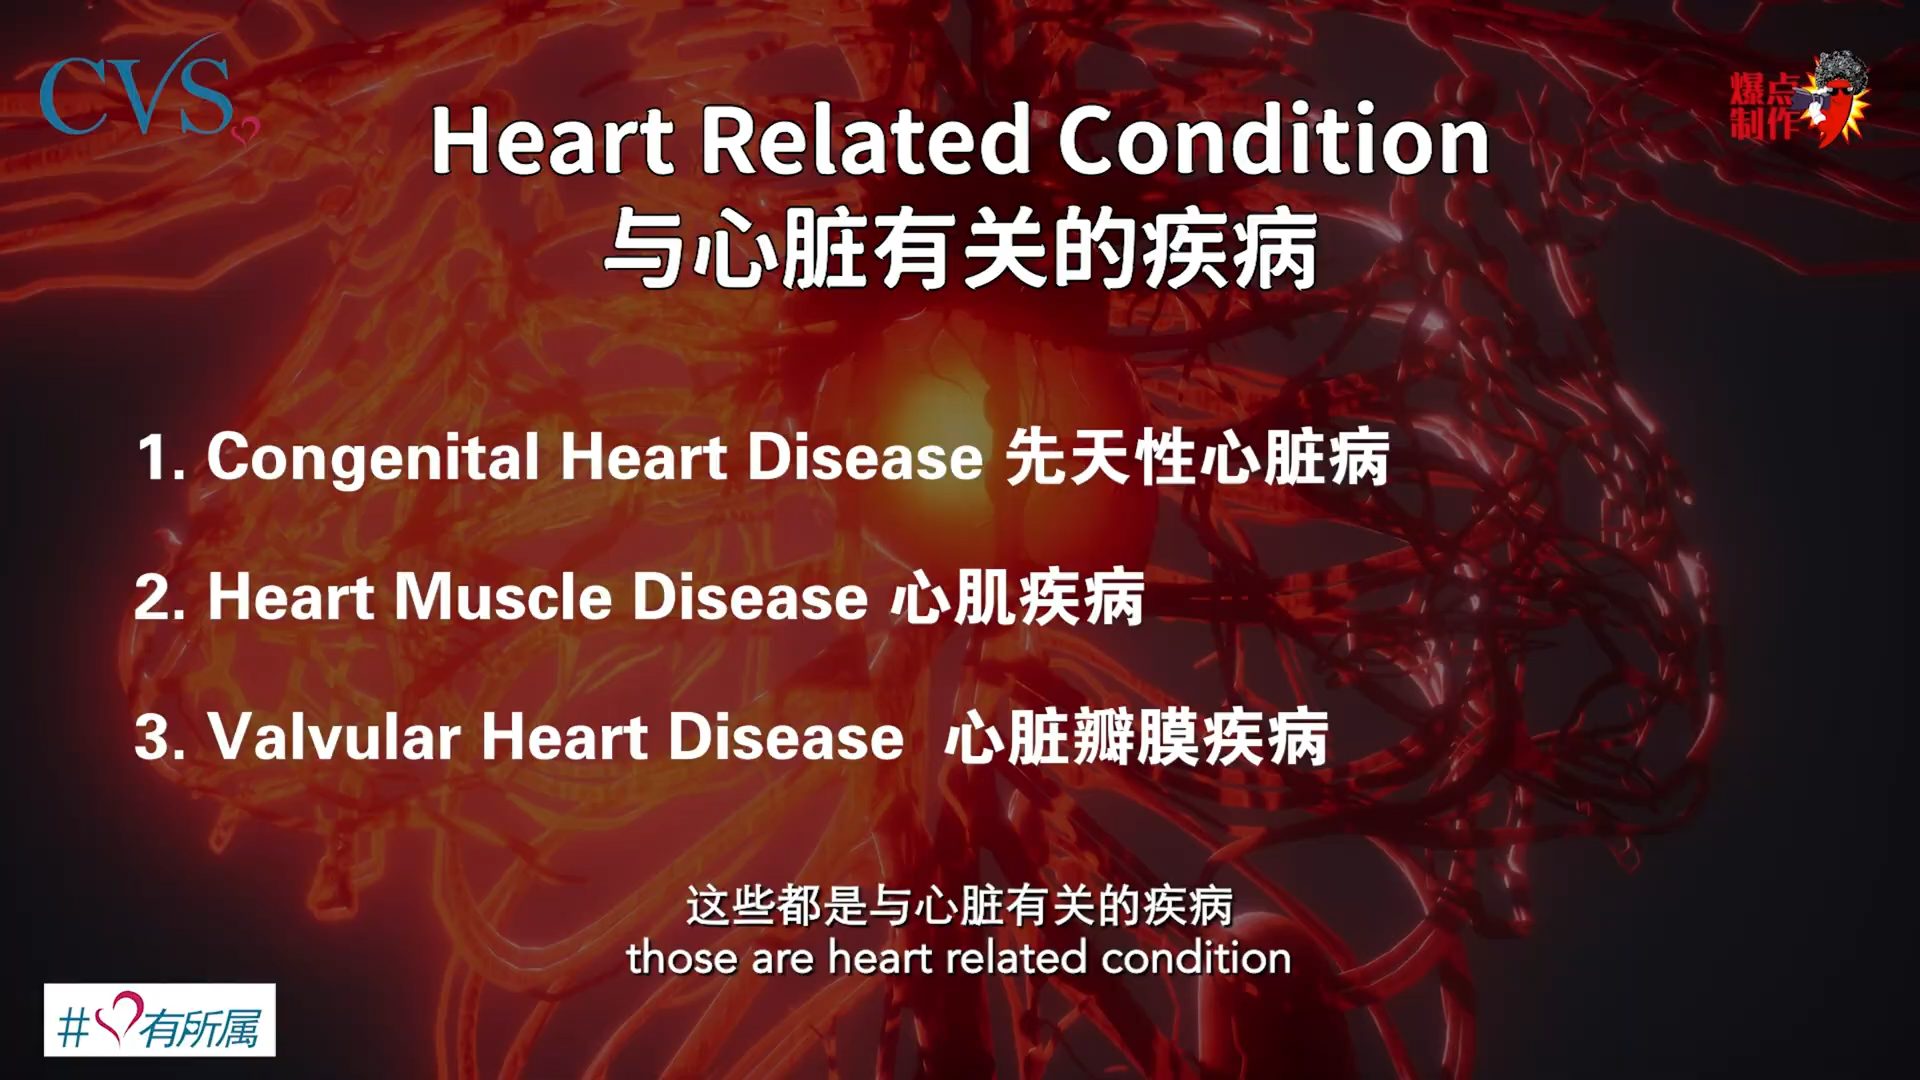 CVS
爆点
制作
Heart Related Condition
与心脏有关的疾病
1. Congenital Heart Disease 先天性心脏病
2. Heart Muscle Disease 心肌疾病
3. Valvular Heart Disease 心脏瓣膜疾病
这些都是与心脏有关的疾病
those are heart related condition
#有所属